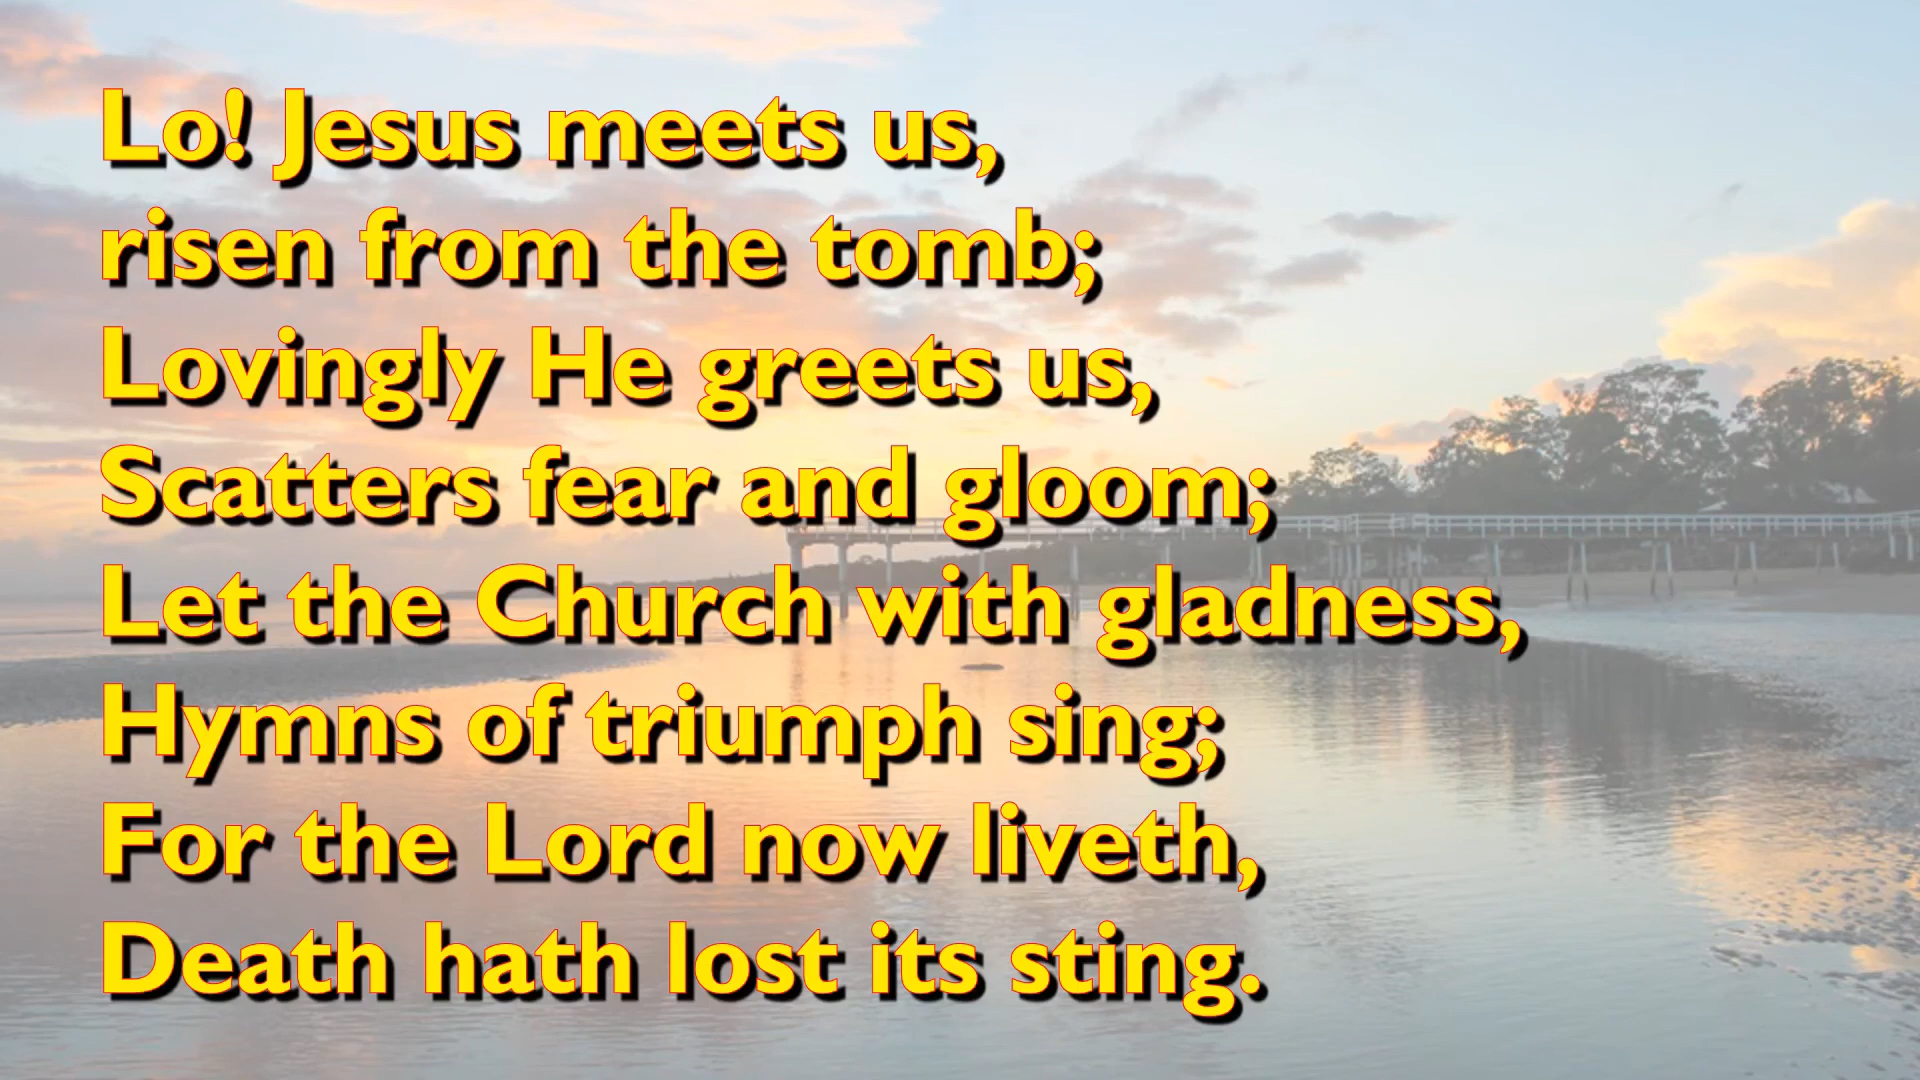 Lo! Jesus meets us,
risen from the tomb;
Lovingly He greets us,
Scatters fear and gloom;
Let the Church with gladness,
Hymns of triumph sing;
For the Lord now liveth,
Death hath lost its sting.